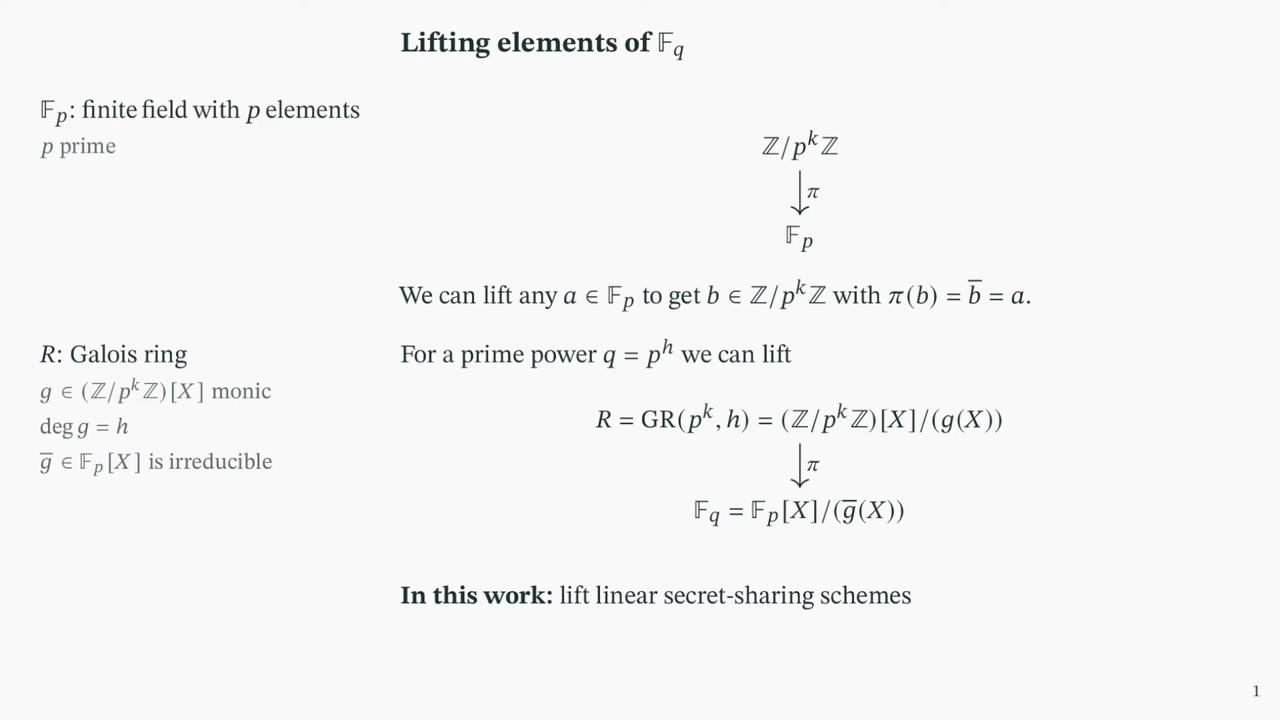 Lifting elements of 𝔽_q
𝔽_p: finite field with p elements
p prime
ℤ/p^kℤ
π
𝔽_p
We can lift any a ∈ 𝔽_p to get b ∈ ℤ/p^kℤ with π(b) = b̅ = a.
R: Galois ring
g ∈ (ℤ/p^kℤ)[X] monic
deg g = h
g̅ ∈ 𝔽_p[X] is irreducible
For a prime power q = p^h we can lift
R = GR(p^k, h) = (ℤ/p^kℤ)[X]/(g(X))
π
𝔽_q = 𝔽_p[X]/(g̅(X))
In this work: lift linear secret-sharing schemes
1